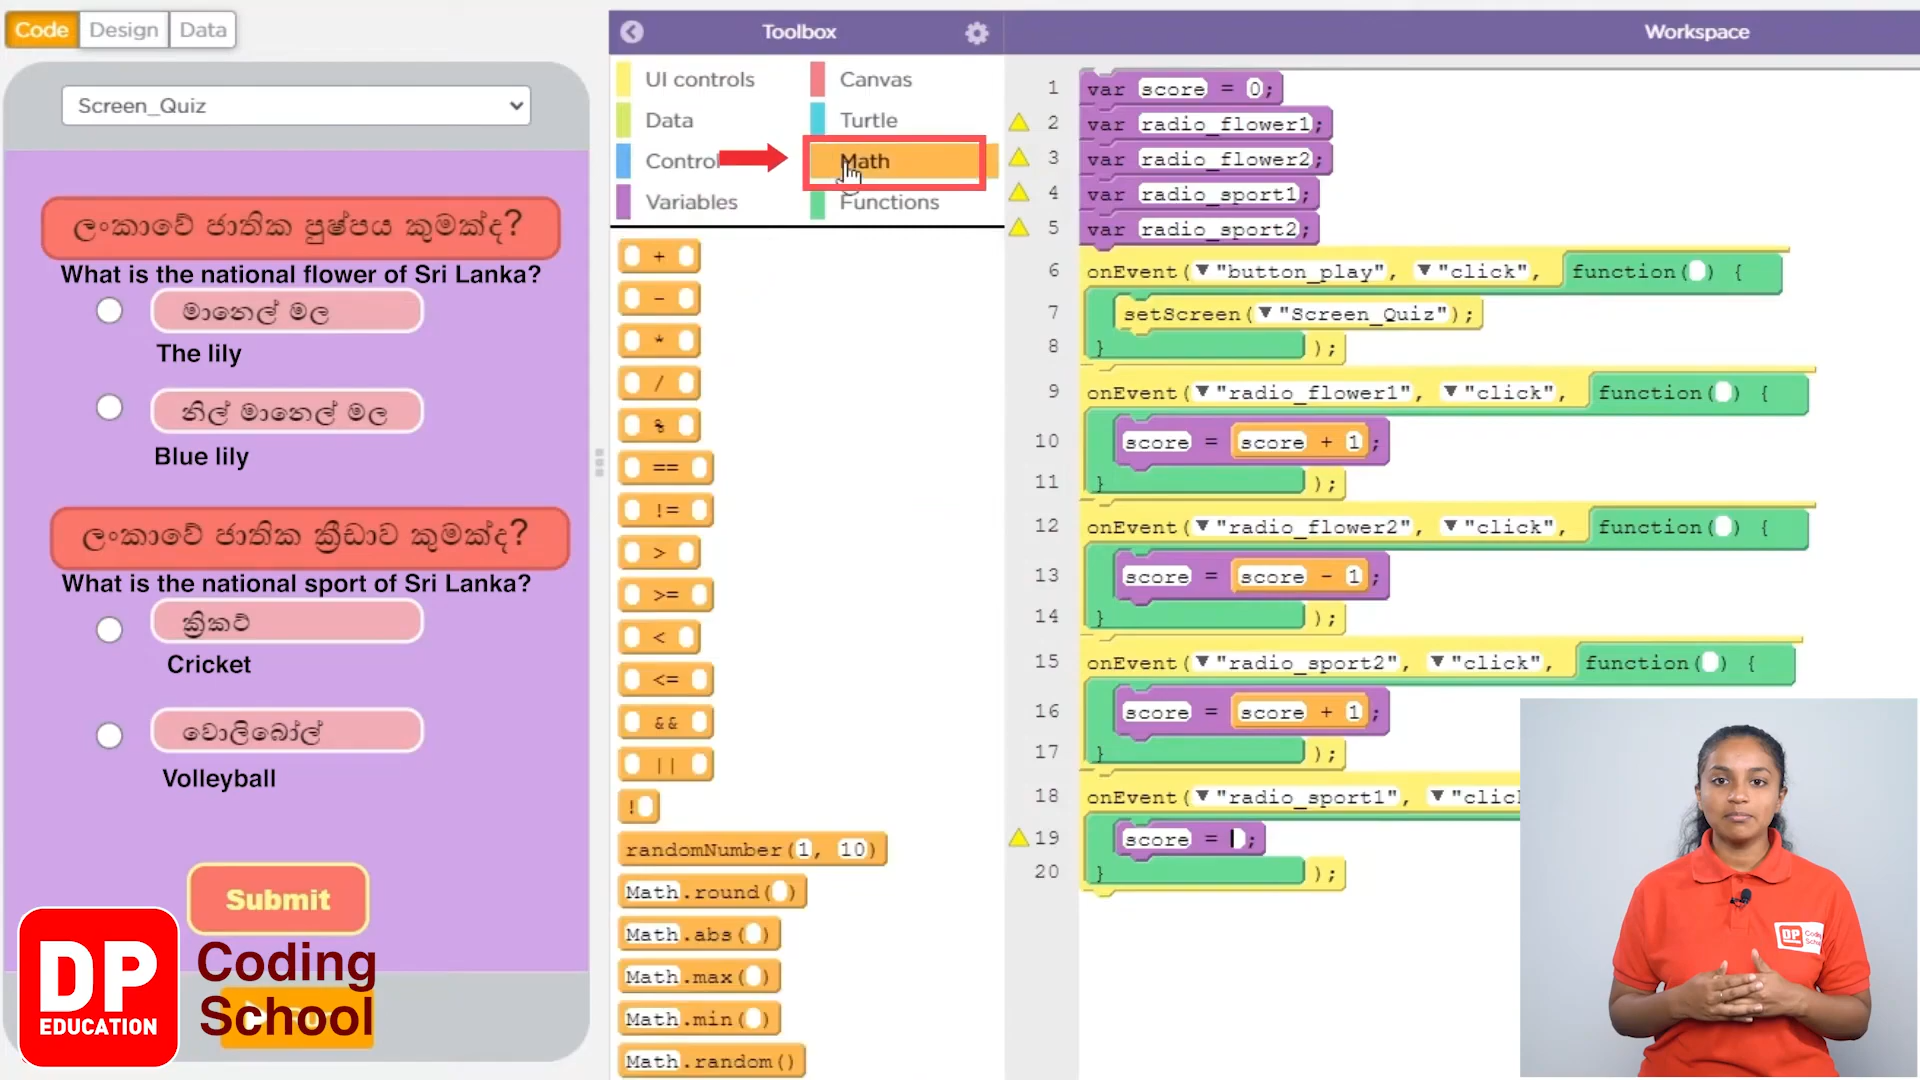 Code Design Data
Screen_Quiz
ලංකාවේ ජාතික පුෂ්පය කුමක්ද?
What is the national flower of Sri Lanka?
මානෙල් මල
The lily
නිල් මානෙල් මල
Blue lily
ලංකාවේ ජාතික ක්‍රීඩාව කුමක්ද?
What is the national sport of Sri Lanka?
ක්‍රිකට්
Cricket
වොලිබෝල්
Volleyball
Submit
DP
EDUCATION
Coding
School
Toolbox
UI controls
Canvas
Data
Turtle
Control
Math
Variables
Functions
+
-
*
/
%
==
!=
>
>=
<
<=
&&
||
!
randomNumber(1, 10)
Math.round( )
Math.abs( )
Math.max( )
Math.min( )
Math.random()
Workspace
1 var score = 0;
2 var radio_flower1;
3 var radio_flower2;
4 var radio_sport1;
5 var radio_sport2;
6 onEvent(▼"button_play", ▼"click", function( ) {
7 setScreen(▼"Screen_Quiz");
8 } );
9 onEvent(▼"radio_flower1", ▼"click", function( ) {
10 score = score + 1;
11 } );
12 onEvent(▼"radio_flower2", ▼"click", function( ) {
13 score = score - 1;
14 } );
15 onEvent(▼"radio_sport2", ▼"click", function( ) {
16 score = score + 1;
17 } );
18 onEvent(▼"radio_sport1", ▼"clic
19 score = ;
20 } );
DP